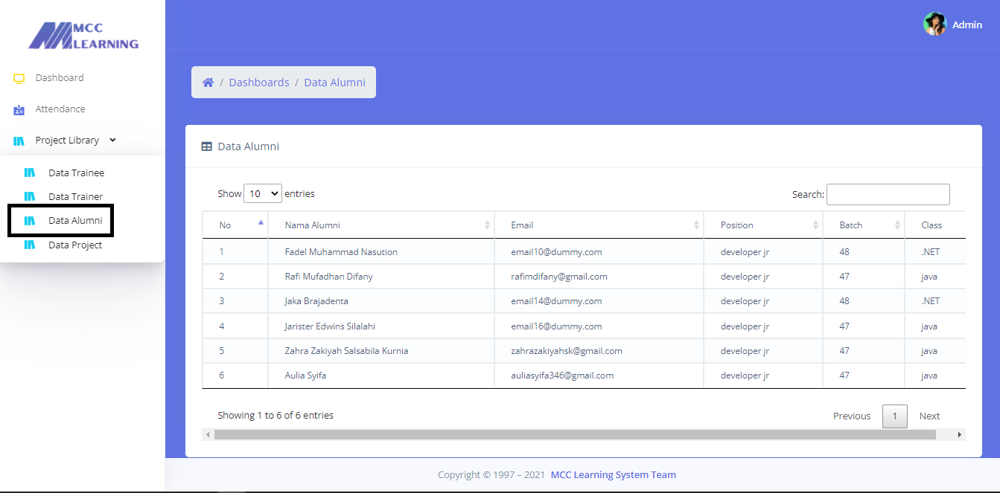 MCC
LEARNING
Admin
Dashboard
Attendance
Project Library
Data Trainee
Data Trainer
Data Alumni
Data Project
/ Dashboards / Data Alumni
Data Alumni
Show 10 entries
Search:
No Nama Alumni Email Position Batch Class
1 Fadel Muhammad Nasution email10@dummy.com developer jr 48 .NET
2 Rafi Mufadhan Difany rafimdifany@gmail.com developer jr 47 java
3 Jaka Brajadenta email14@dummy.com developer jr 48 .NET
4 Jarister Edwins Silalahi email16@dummy.com developer jr 47 java
5 Zahra Zakiyah Salsabila Kurnia zahrazakiyahsk@gmail.com developer jr 47 java
6 Aulia Syifa auliasyifa346@gmail.com developer jr 47 java
Showing 1 to 6 of 6 entries
Previous 1 Next
Copyright © 1997 – 2021 MCC Learning System Team